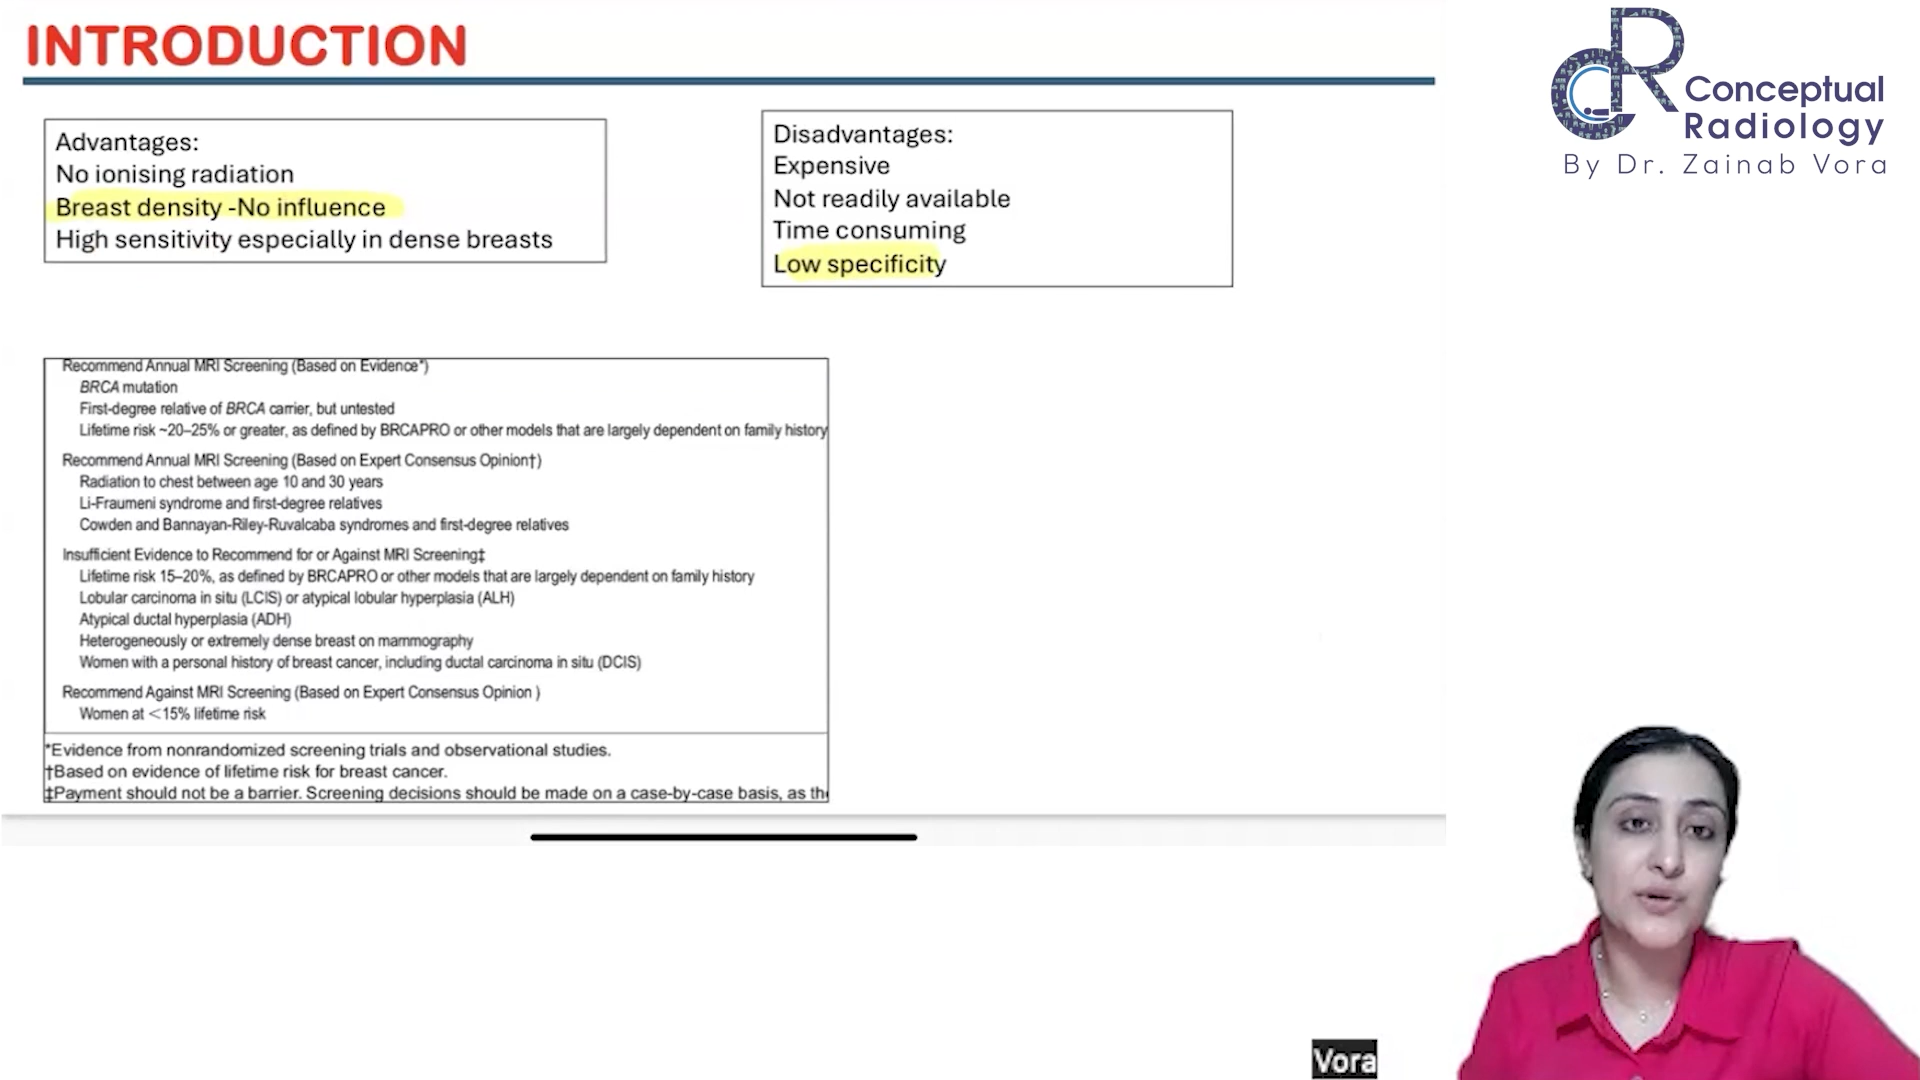 INTRODUCTION
Advantages:
No ionising radiation
Breast density -No influence
High sensitivity especially in dense breasts
Disadvantages:
Expensive
Not readily available
Time consuming
Low specificity
Recommend Annual MRI Screening (Based on Evidence*)
BRCA mutation
First-degree relative of BRCA carrier, but untested
Lifetime risk ~20–25% or greater, as defined by BRCAPRO or other models that are largely dependent on family history
Recommend Annual MRI Screening (Based on Expert Consensus Opinion†)
Radiation to chest between age 10 and 30 years
Li-Fraumeni syndrome and first-degree relatives
Cowden and Bannayan-Riley-Ruvalcaba syndromes and first-degree relatives
Insufficient Evidence to Recommend for or Against MRI Screening‡
Lifetime risk 15–20%, as defined by BRCAPRO or other models that are largely dependent on family history
Lobular carcinoma in situ (LCIS) or atypical lobular hyperplasia (ALH)
Atypical ductal hyperplasia (ADH)
Heterogeneously or extremely dense breast on mammography
Women with a personal history of breast cancer, including ductal carcinoma in situ (DCIS)
Recommend Against MRI Screening (Based on Expert Consensus Opinion )
Women at <15% lifetime risk
*Evidence from nonrandomized screening trials and observational studies.
†Based on evidence of lifetime risk for breast cancer.
‡Payment should not be a barrier. Screening decisions should be made on a case-by-case basis, as
CR
Conceptual
Radiology
By Dr. Zainab Vora
Vora